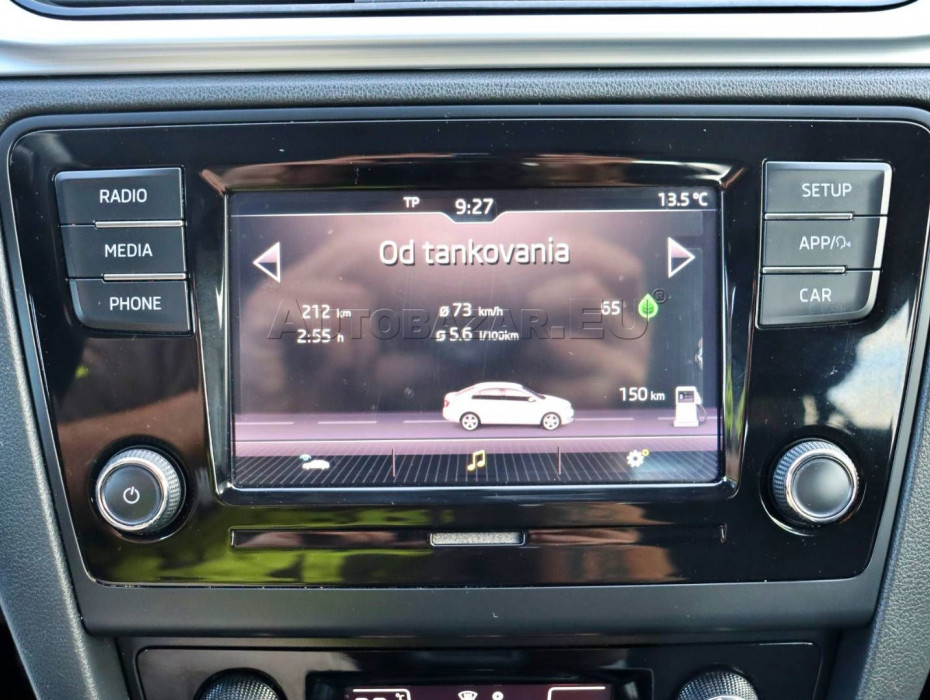 RADIO
MEDIA
PHONE
SETUP
APP/
CAR
TP 9:27 13.5 °C
Od tankovania
212 km ø 73 km/h 65
2:55 h ø 5.6 l/100km
AUTOBAZAR.EU®
150 km